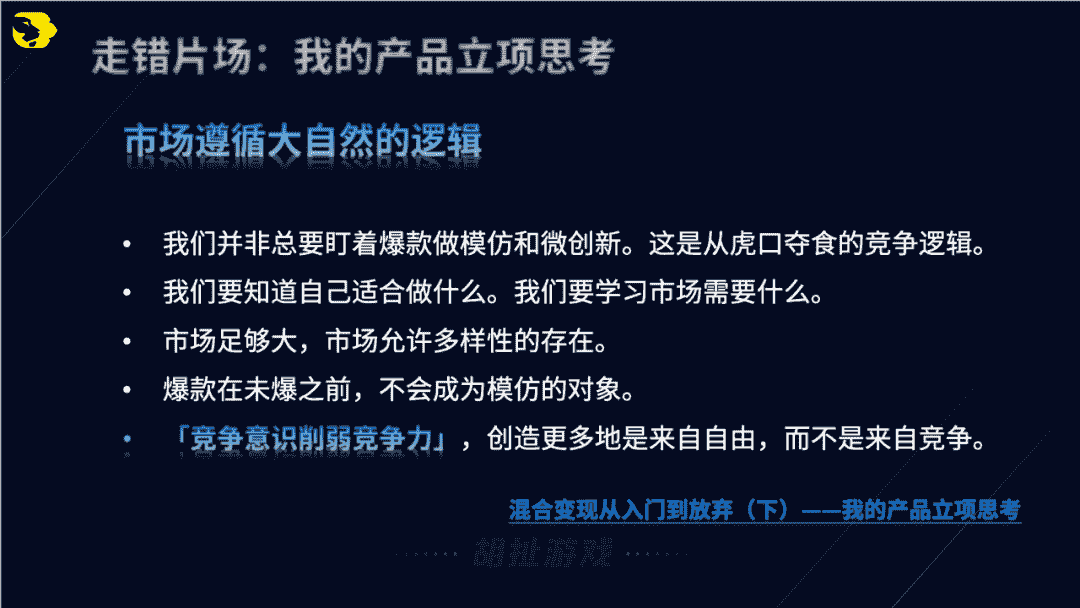 走错片场：我的产品立项思考
市场遵循大自然的逻辑
• 我们并非总要盯着爆款做模仿和微创新。这是从虎口夺食的竞争逻辑。
• 我们要知道自己适合做什么。我们要学习市场需要什么。
• 市场足够大，市场允许多样性的存在。
• 爆款在未爆之前，不会成为模仿的对象。
• 「竞争意识削弱竞争力」，创造更多地是来自自由，而不是来自竞争。
混合变现从入门到放弃（下）——我的产品立项思考
胡扯游戏